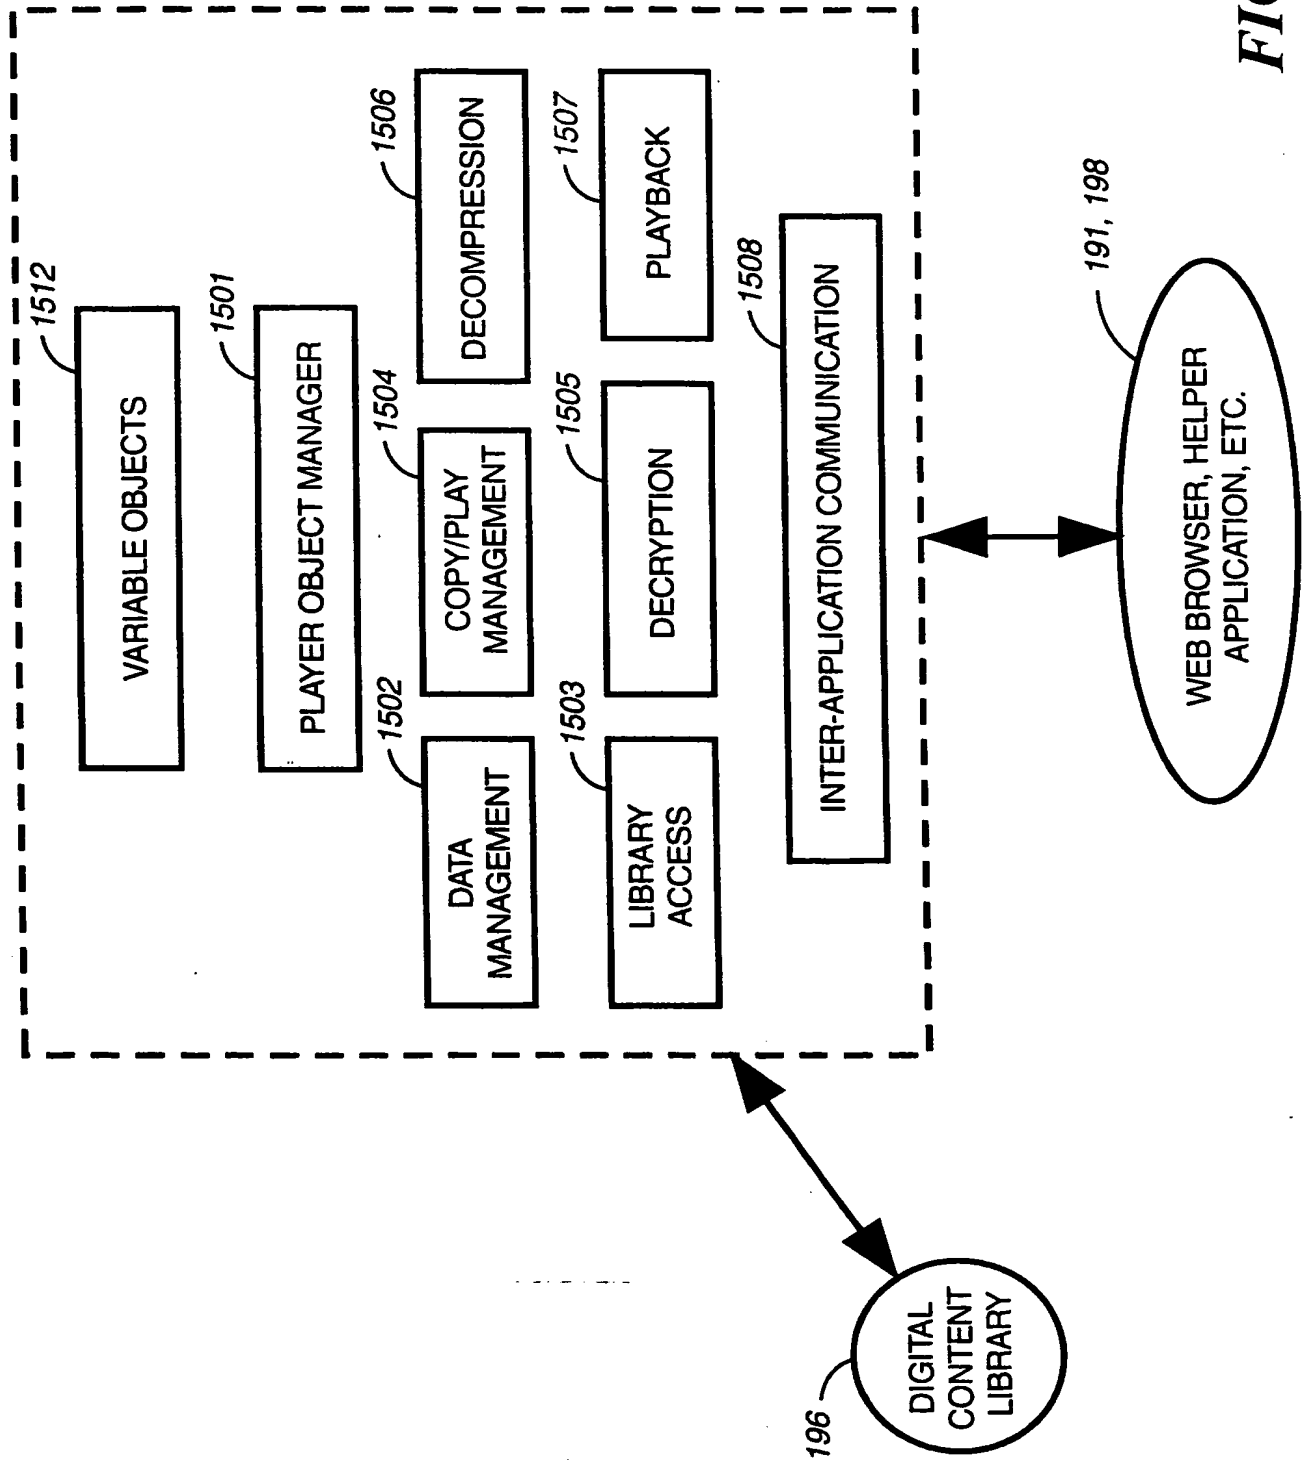 1512
VARIABLE OBJECTS
1501
PLAYER OBJECT MANAGER
1502
DATA
MANAGEMENT
1504
COPY/PLAY
MANAGEMENT
1506
DECOMPRESSION
1503
LIBRARY
ACCESS
1505
DECRYPTION
1507
PLAYBACK
1508
INTER-APPLICATION COMMUNICATION
196
DIGITAL
CONTENT
LIBRARY
191, 198
WEB BROWSER, HELPER
APPLICATION, ETC.